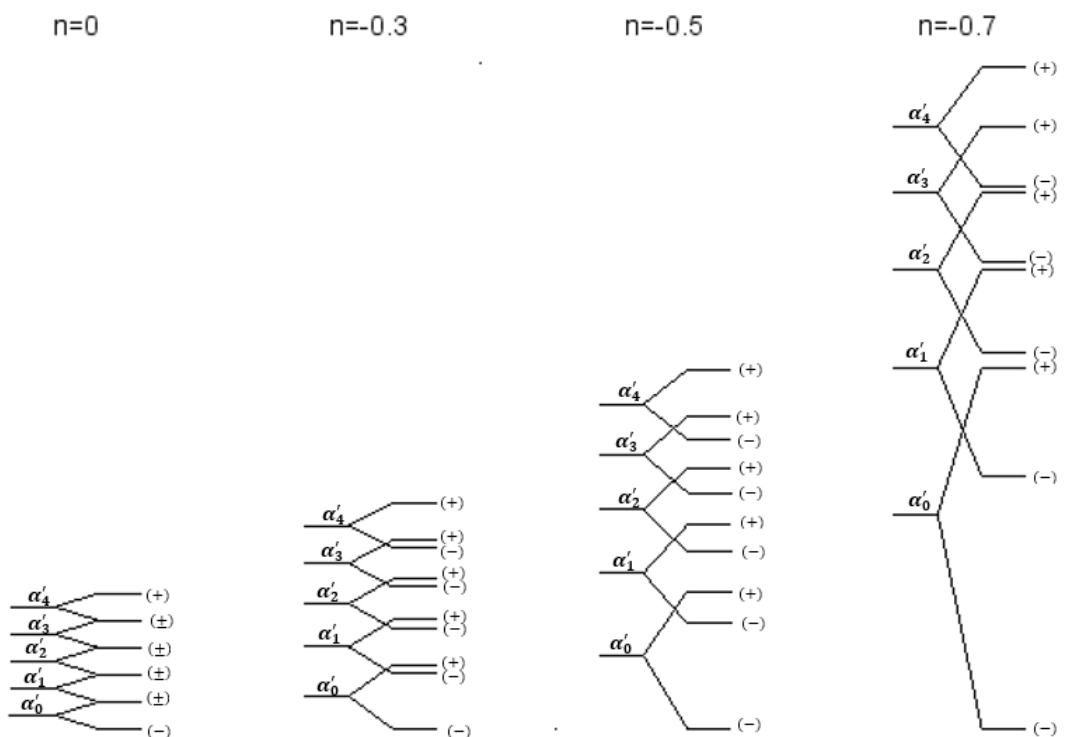 n=0 n=-0.3 n=-0.5 n=-0.7
(+)
α′₄
(−)
(+)
α′₃
(−)
(+)
α′₂
(−)
(+)
α′₁
(−)
(+)
α′₀
(−)
(+)
α′₄
(−)
(+)
α′₃
(−)
(+)
α′₂
(−)
(+)
α′₁
(−)
(+)
α′₀
(−)
(+)
α′₄
(+)
(−)
α′₃
(+)
(−)
α′₂
(+)
(−)
α′₁
(+)
(−)
α′₀
(−)
α′₄
(+)
α′₃
(±)
α′₂
(±)
α′₁
(±)
α′₀
(±)
(−)